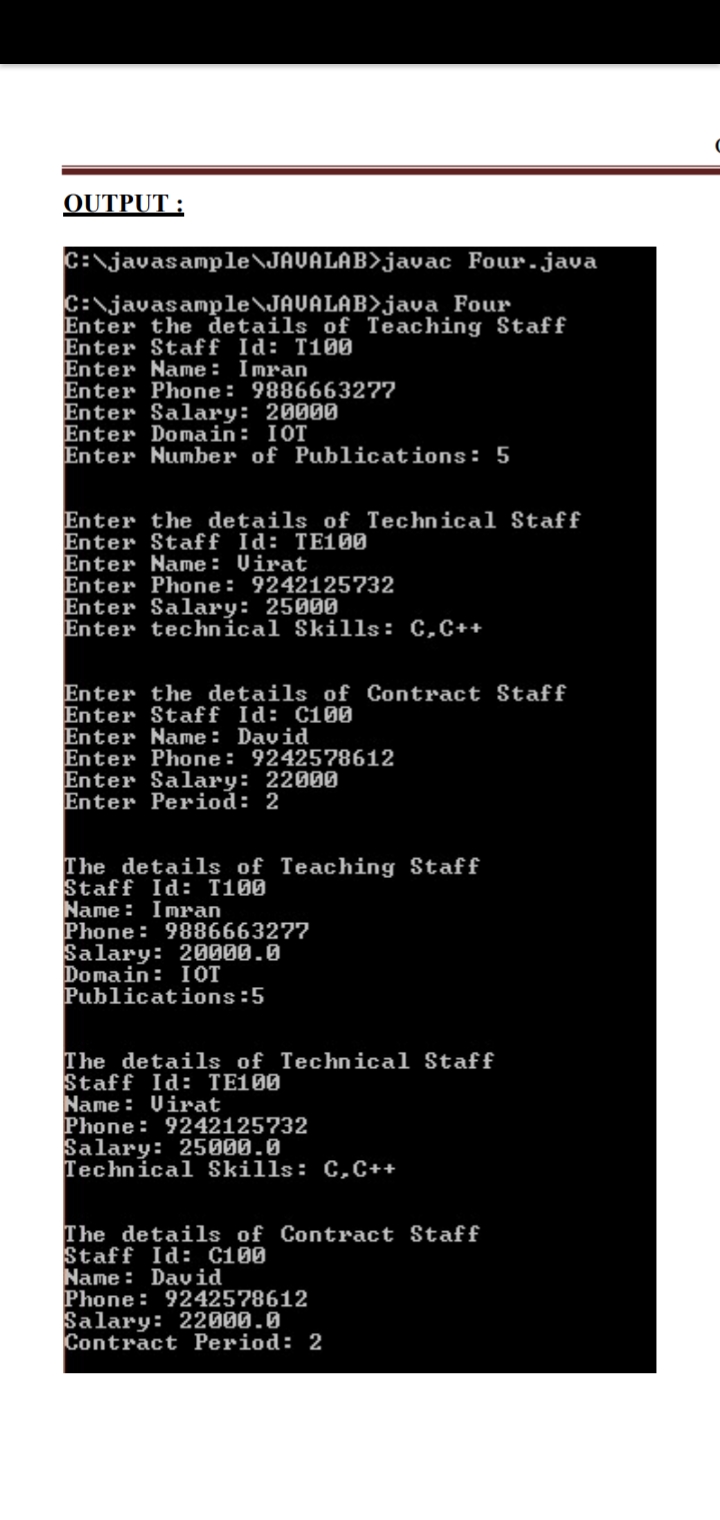 OUTPUT :
C:\javasample\JAVALAB>javac Four.java
C:\javasample\JAVALAB>java Four
Enter the details of Teaching Staff
Enter Staff Id: T100
Enter Name: Imran
Enter Phone: 9886663277
Enter Salary: 20000
Enter Domain: IOT
Enter Number of Publications: 5
Enter the details of Technical Staff
Enter Staff Id: TE100
Enter Name: Virat
Enter Phone: 9242125732
Enter Salary: 25000
Enter technical Skills: C,C++
Enter the details of Contract Staff
Enter Staff Id: C100
Enter Name: David
Enter Phone: 9242578612
Enter Salary: 22000
Enter Period: 2
The details of Teaching Staff
Staff Id: T100
Name: Imran
Phone: 9886663277
Salary: 20000.0
Domain: IOT
Publications:5
The details of Technical Staff
Staff Id: TE100
Name: Virat
Phone: 9242125732
Salary: 25000.0
Technical Skills: C,C++
The details of Contract Staff
Staff Id: C100
Name: David
Phone: 9242578612
Salary: 22000.0
Contract Period: 2